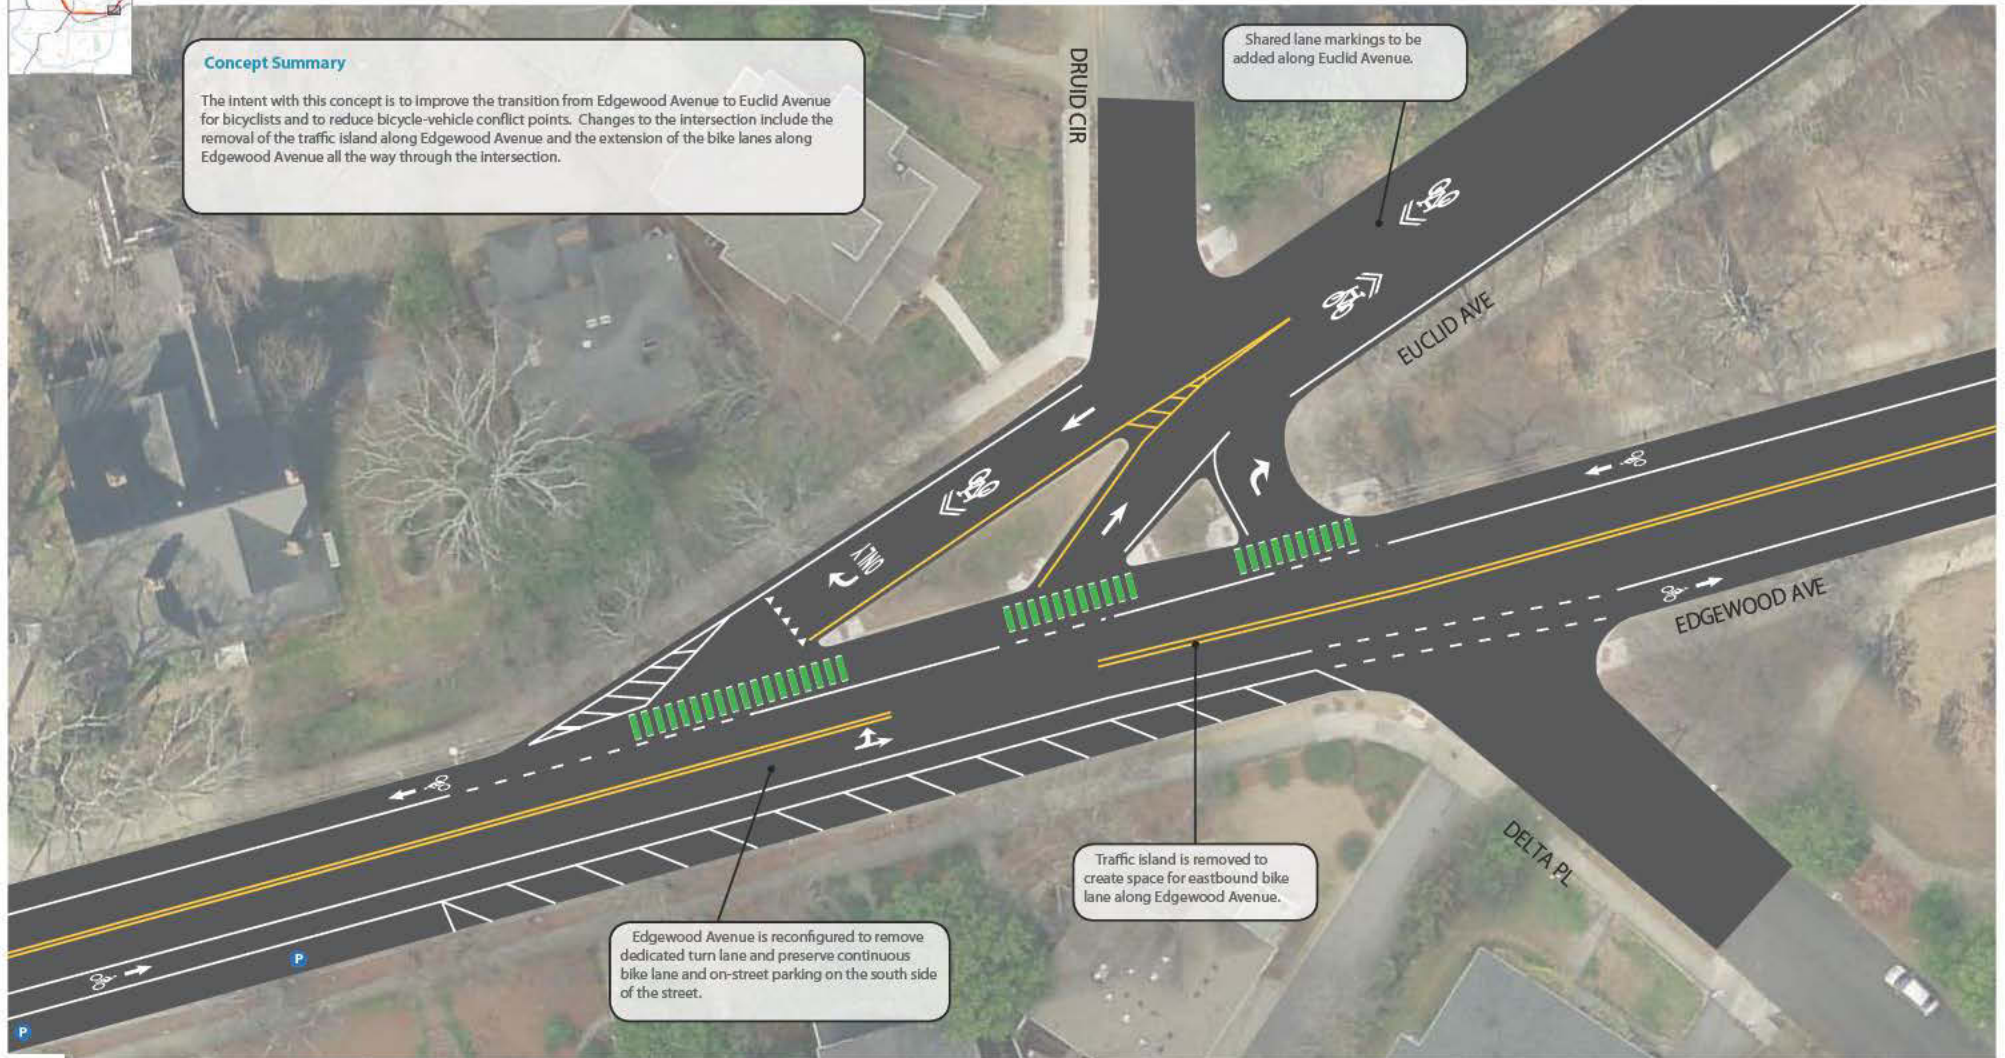 Concept Summary
The intent with this concept is to improve the transition from Edgewood Avenue to Euclid Avenue
for bicyclists and to reduce bicycle-vehicle conflict points. Changes to the intersection include the
removal of the traffic island along Edgewood Avenue and the extension of the bike lanes along
Edgewood Avenue all the way through the intersection.
DRUID CIR
Shared lane markings to be
added along Euclid Avenue.
EUCLID AVE
ONLY
EDGEWOOD AVE
DELTA PL
Traffic island is removed to
create space for eastbound bike
lane along Edgewood Avenue.
Edgewood Avenue is reconfigured to remove
dedicated turn lane and preserve continuous
bike lane and on-street parking on the south side
of the street.
P
P